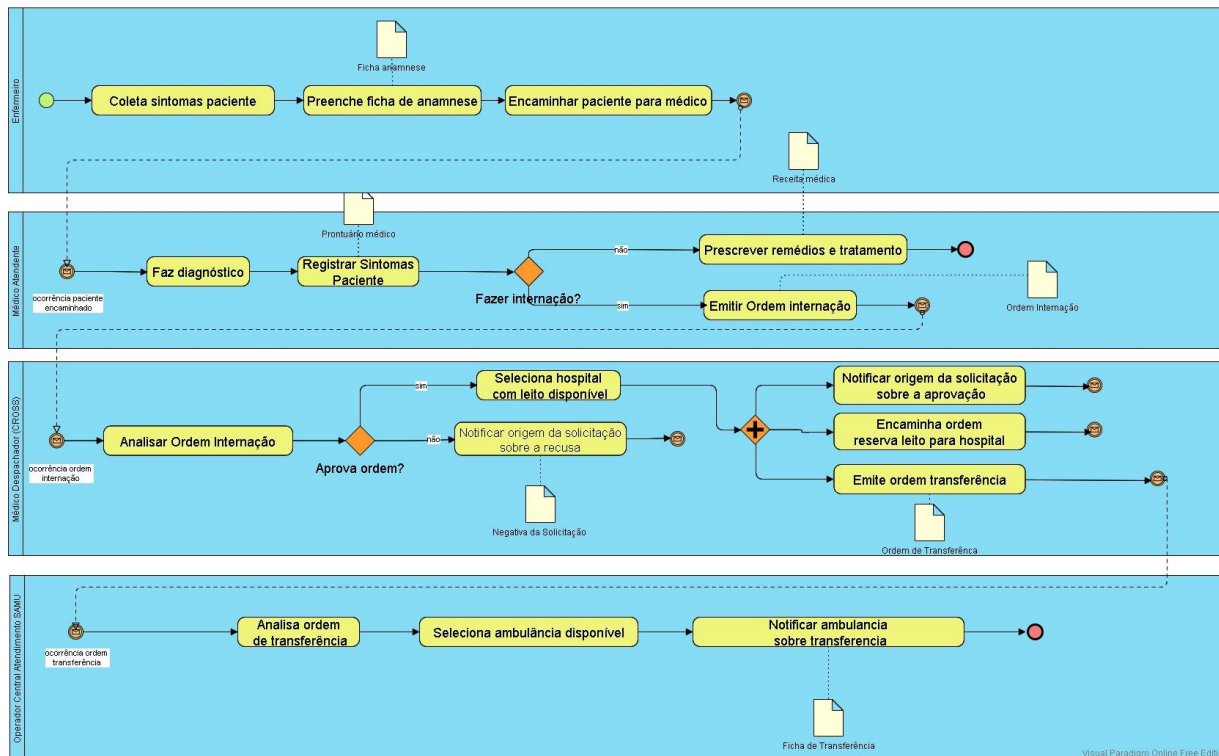 Enfermeiro
Ficha anamnese
Coleta sintomas paciente
Preenche ficha de anamnese
Encaminhar paciente para médico
Receita médica
Médico Atendente
Prontuário médico
ocorrência paciente
encaminhado
Faz diagnóstico
Registrar Sintomas
Paciente
Fazer internação?
não
Prescrever remédios e tratamento
sim
Emitir Ordem internação
Ordem Internação
Médico Despachador (CROSS)
ocorrência ordem
internação
Analisar Ordem Internação
Aprova ordem?
sim
Seleciona hospital
com leito disponível
não
Notificar origem da solicitação
sobre a recusa
Negativa da Solicitação
Notificar origem da solicitação
sobre a aprovação
Encaminha ordem
reserva leito para hospital
Emite ordem transferência
Ordem de Transferênca
Operador Central Atendimento SAMU
ocorrência ordem
transferência
Analisa ordem
de transferência
Seleciona ambulância disponível
Notificar ambulancia
sobre transferencia
Ficha de Transferência
Visual Paradigm Online Free Editi